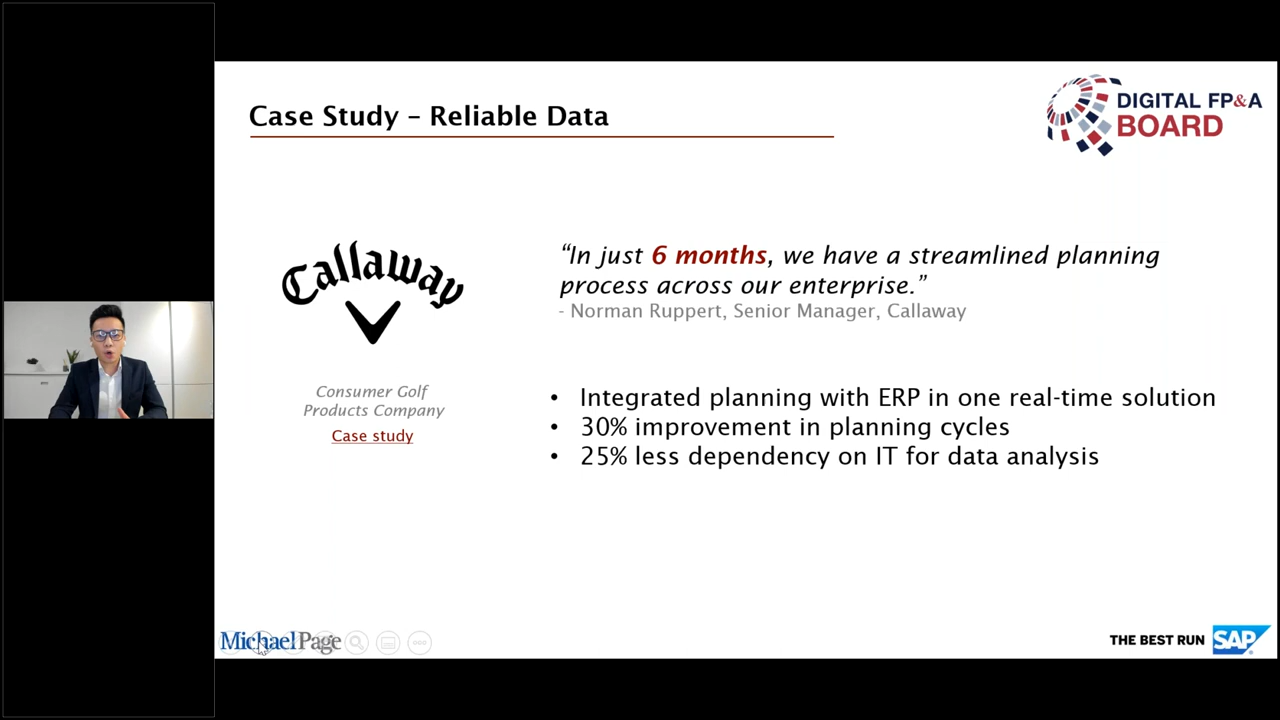 Case Study – Reliable Data
DIGITAL FP&A
BOARD
Callaway
Consumer Golf
Products Company
Case study
“In just 6 months, we have a streamlined planning
process across our enterprise.”
- Norman Ruppert, Senior Manager, Callaway
• Integrated planning with ERP in one real-time solution
• 30% improvement in planning cycles
• 25% less dependency on IT for data analysis
Michael Page
THE BEST RUN SAP